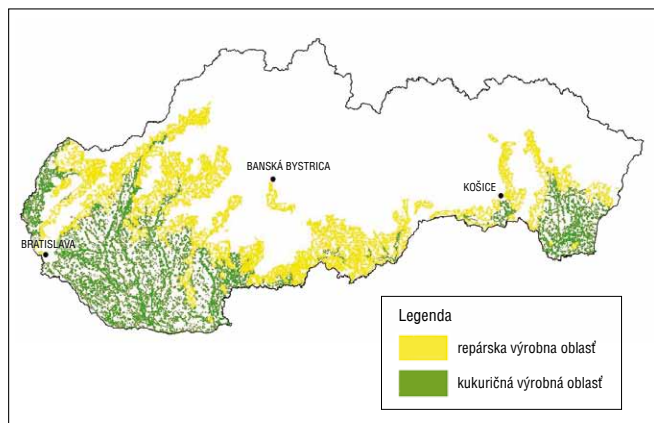 BANSKÁ BYSTRICA
KOŠICE
BRATISLAVA
Legenda
repárska výrobna oblasť
kukuričná výrobná oblasť